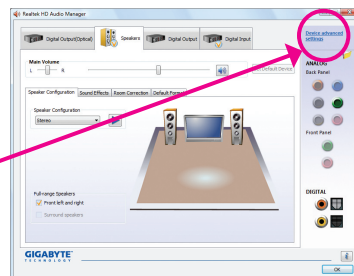 Realtek HD Audio Manager
Digital Output(Optical)
Speakers
Digital Output
Digital Input
Device advanced
settings
Main Volume
L
R
Set Default Device
ANALOG
Back Panel
Speaker Configuration
Sound Effects
Room Correction
Default Format
Speaker Configuration
Stereo
Front Panel
Full-range Speakers
Front left and right
Surround speakers
DIGITAL
GIGABYTE
TECHNOLOGY
i
OK